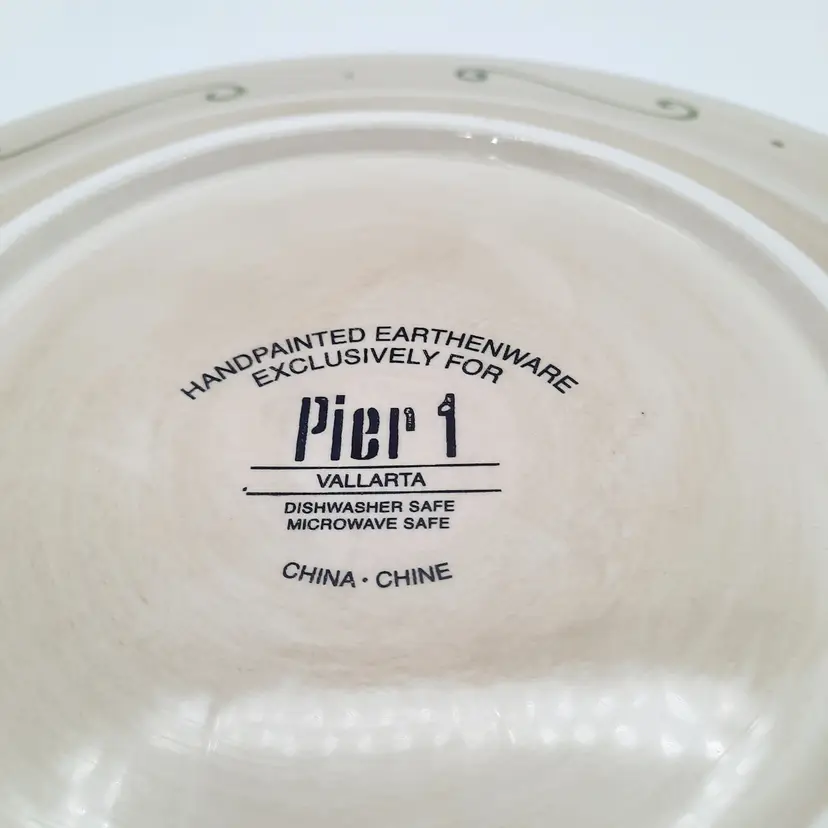 HANDPAINTED EARTHENWARE
EXCLUSIVELY FOR
Pier 1
VALLARTA
DISHWASHER SAFE
MICROWAVE SAFE
CHINA · CHINE